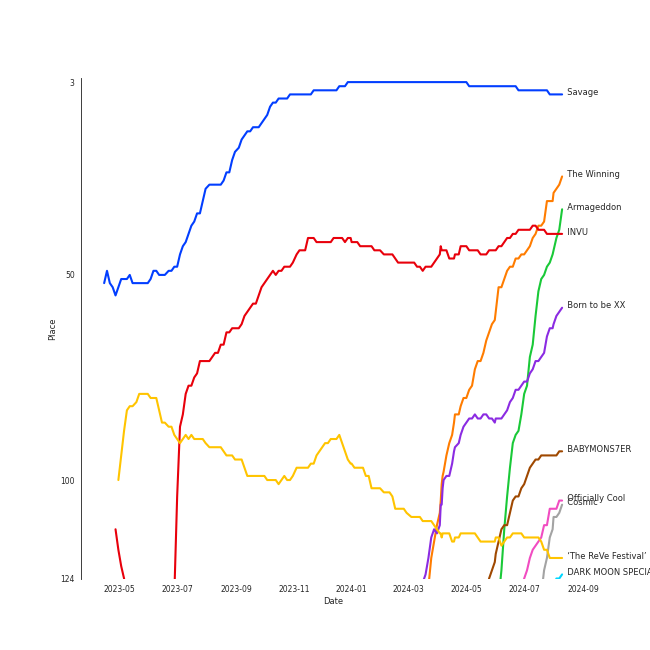 3
50
100
124
Place
Savage
The Winning
Armageddon
INVU
Born to be XX
BABYMONS7ER
Officially Cool
Cosmic
‘The ReVe Festival’
DARK MOON SPECIA
2023-05
2023-07
2023-09
2023-11
2024-01
2024-03
2024-05
2024-07
2024-09
Date